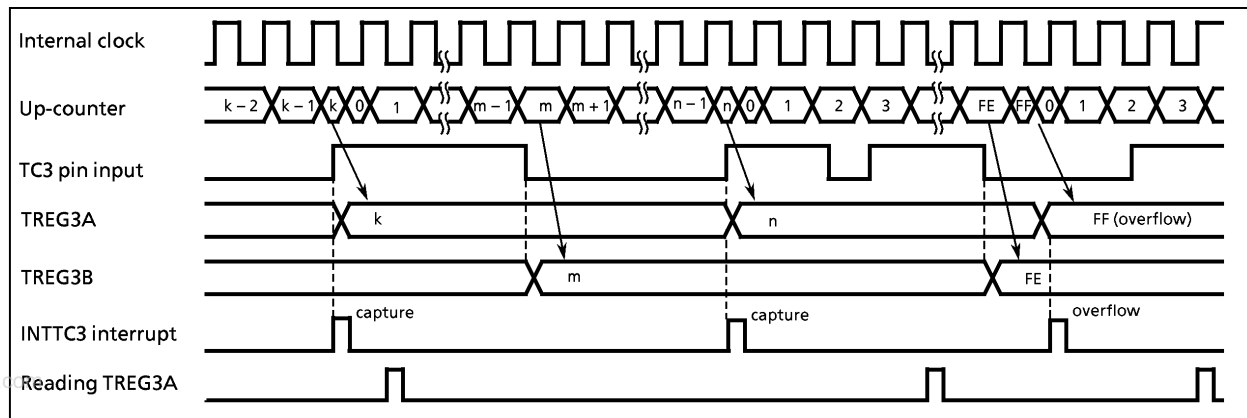 Internal clock
Up-counter k – 2 k – 1 k 0 1 m – 1 m m + 1 n – 1 n 0 1 2 3 FE FF 0 1 2 3
TC3 pin input
TREG3A k n FF (overflow)
TREG3B m FE
INTTC3 interrupt capture capture overflow
Reading TREG3A